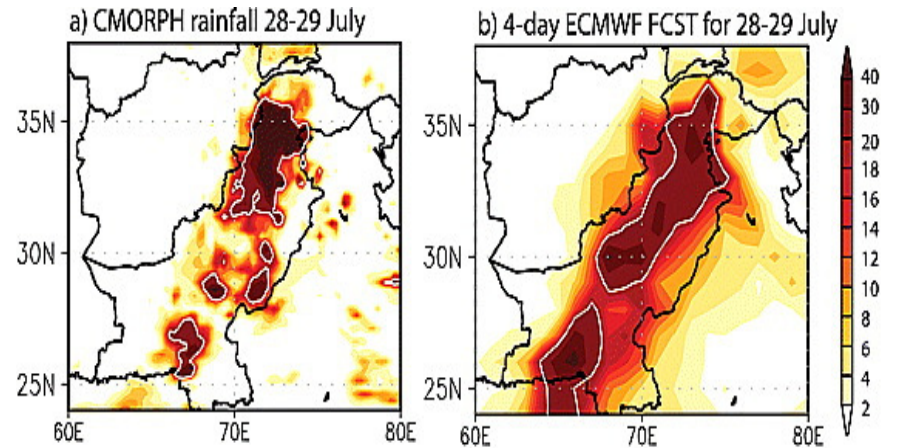 a) CMORPH rainfall 28-29 July
35N
30N
25N
60E 70E 80E
b) 4-day ECMWF FCST for 28-29 July
35N
30N
25N
60E 70E 80E
40
30
20
18
16
14
12
10
8
6
4
2